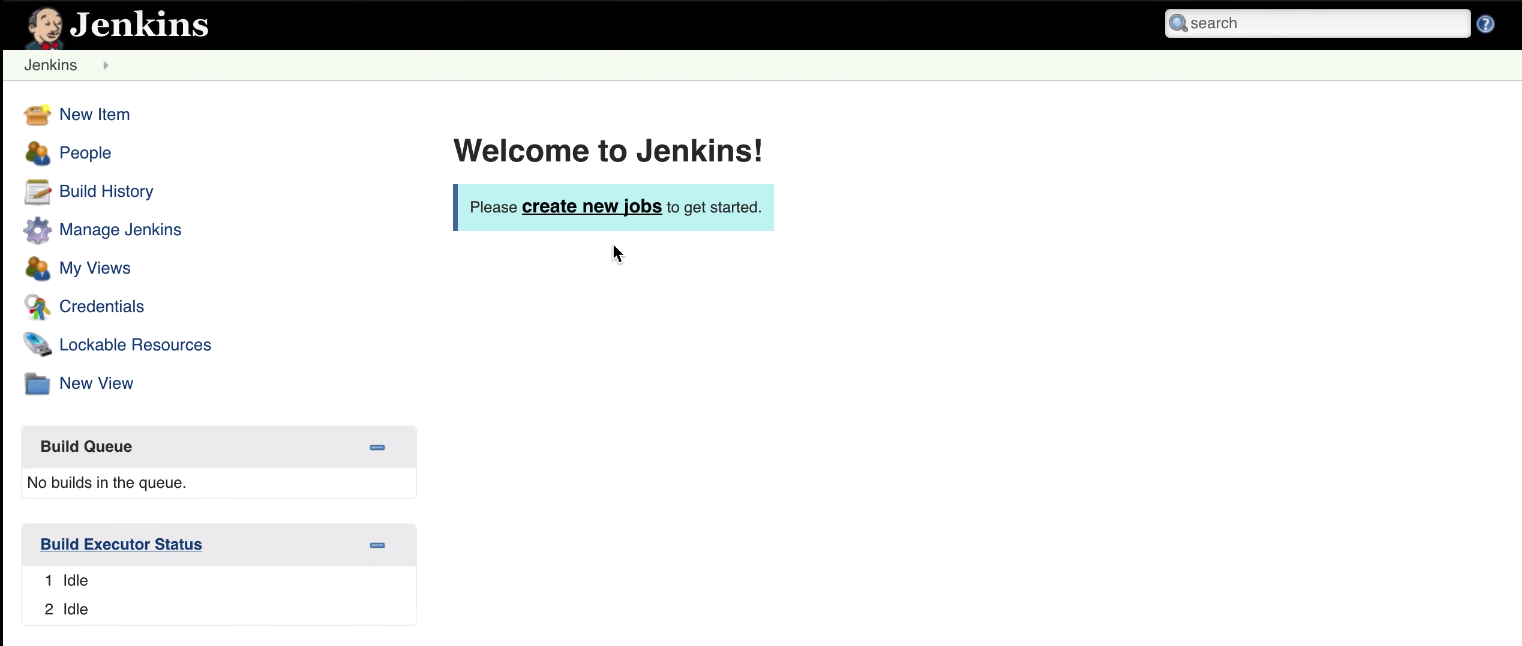 Jenkins
search
Jenkins
New Item
People
Build History
Manage Jenkins
My Views
Credentials
Lockable Resources
New View
Welcome to Jenkins!
Please create new jobs to get started.
Build Queue
No builds in the queue.
Build Executor Status
1 Idle
2 Idle